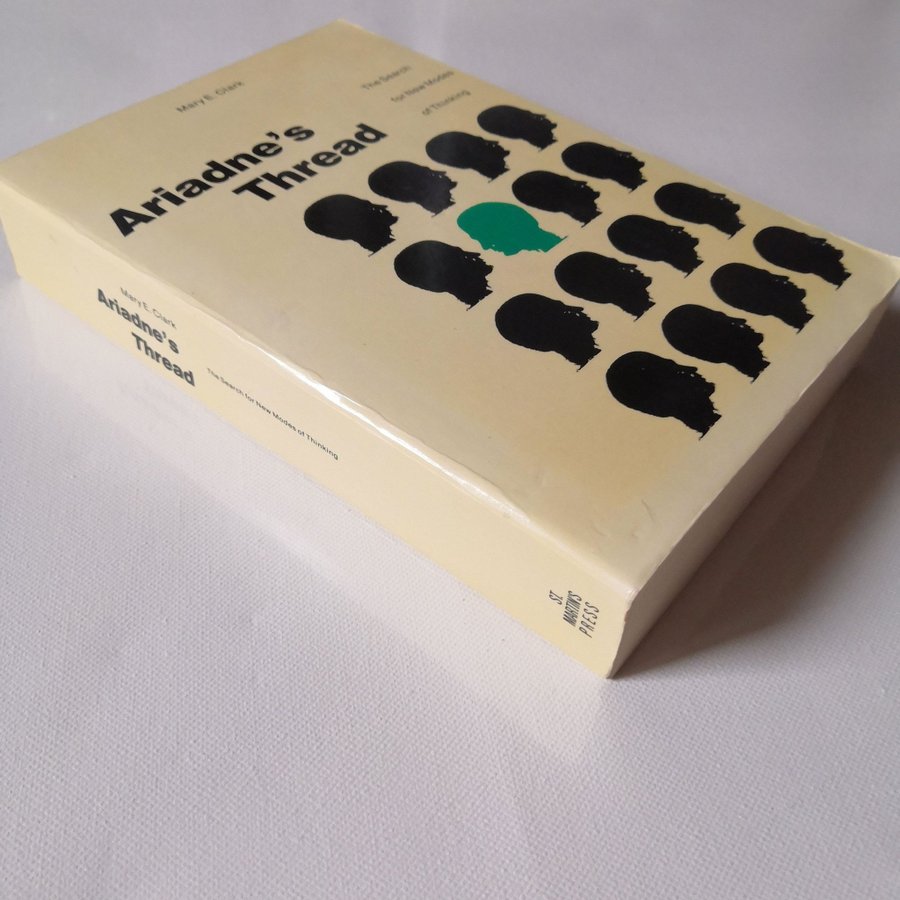 Mary E. Clark
Ariadne's
Thread
The Search
for New Modes
of Thinking
Mary E. Clark
Ariadne's
Thread
The Search for New Modes of Thinking
ST.
MARTIN'S
PRESS